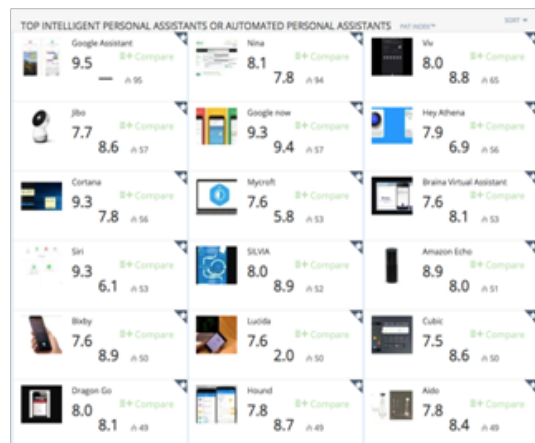 TOP INTELLIGENT PERSONAL ASSISTANTS OR AUTOMATED PERSONAL ASSISTANTS PAT INDEX™
SORT
Google Assistant
9.5
Compare
— 95
Nina
8.1
Compare
7.8 94
Viv
8.0
Compare
8.8 65
Jibo
7.7
Compare
8.6 57
Google now
9.3
Compare
9.4 57
Hey Athena
7.9
Compare
6.9 56
Cortana
9.3
Compare
7.8 56
Mycroft
7.6
Compare
5.8 53
Braina Virtual Assistant
7.6
Compare
8.1 53
Siri
9.3
Compare
6.1 53
SILVIA
8.0
Compare
8.9 52
Amazon Echo
8.9
Compare
8.0 51
Bixby
7.6
Compare
8.9 50
Lucida
7.6
Compare
2.0 50
Cubic
7.5
Compare
8.6 50
Dragon Go
8.0
Compare
8.1 49
Hound
7.8
Compare
8.7 49
Aido
7.8
Compare
8.4 49